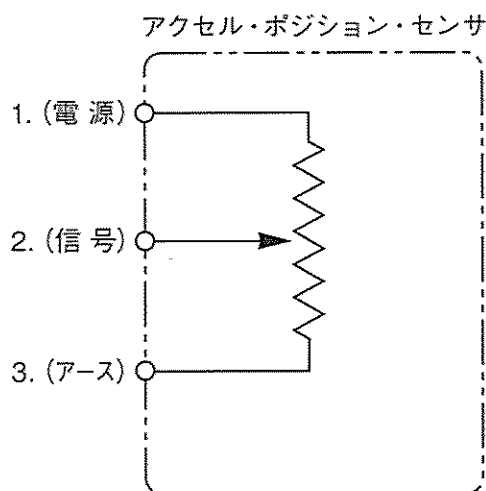 アクセル・ポジション・センサ
1. (電 源)
2. (信 号)
3. (アース)